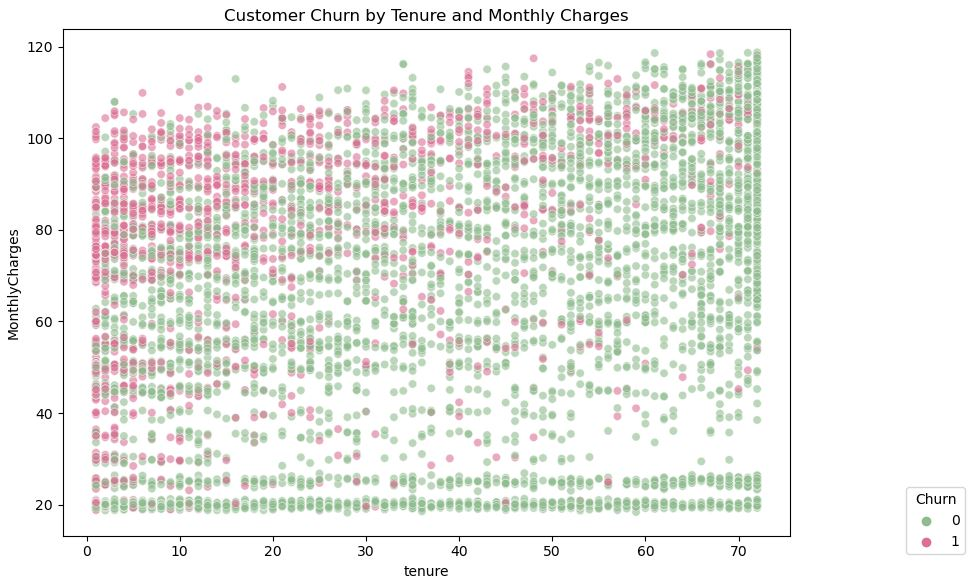 Customer Churn by Tenure and Monthly Charges
120
100
80
60
40
20
MonthlyCharges
0 10 20 30 40 50 60 70
tenure
Churn
0
1